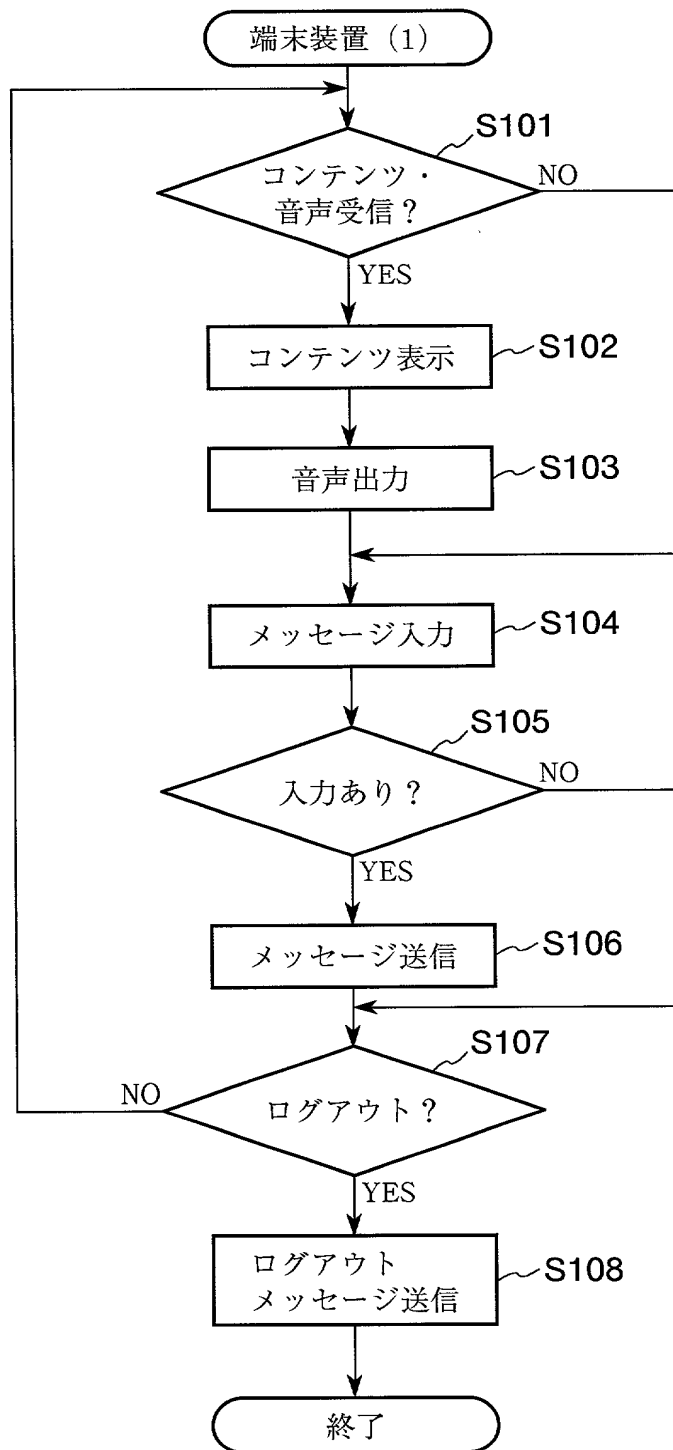 端末装置（1）
S101
コンテンツ・
音声受信？
NO
YES
コンテンツ表示
S102
音声出力
S103
メッセージ入力
S104
S105
入力あり？
NO
YES
メッセージ送信
S106
S107
NO
ログアウト？
YES
ログアウト
メッセージ送信
S108
終了